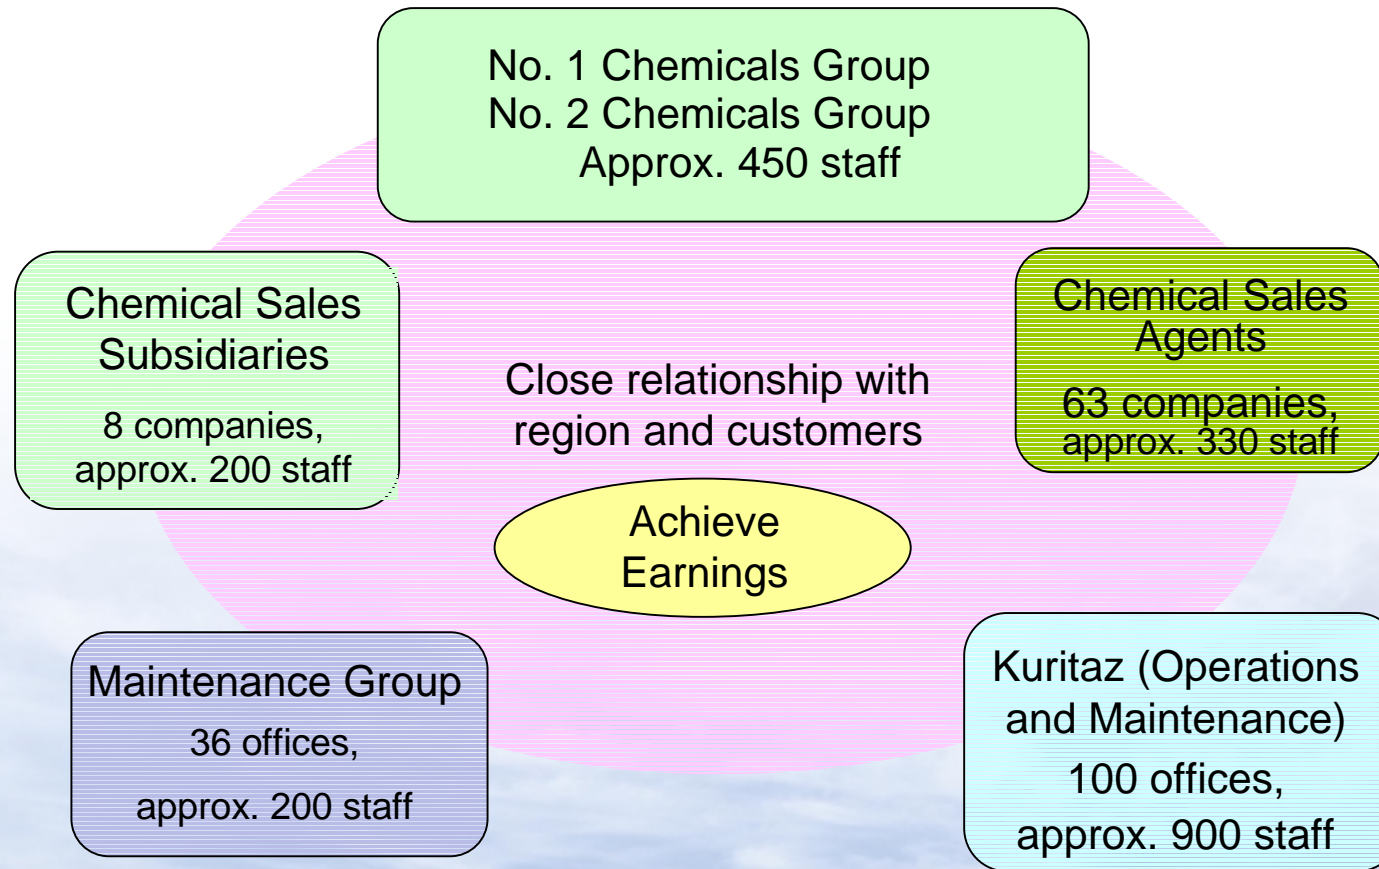 No. 1 Chemicals Group
No. 2 Chemicals Group
Approx. 450 staff
Chemical Sales
Subsidiaries
8 companies,
approx. 200 staff
Chemical Sales
Agents
63 companies,
approx. 330 staff
Close relationship with
region and customers
Achieve
Earnings
Maintenance Group
36 offices,
approx. 200 staff
Kuritaz (Operations
and Maintenance)
100 offices,
approx. 900 staff